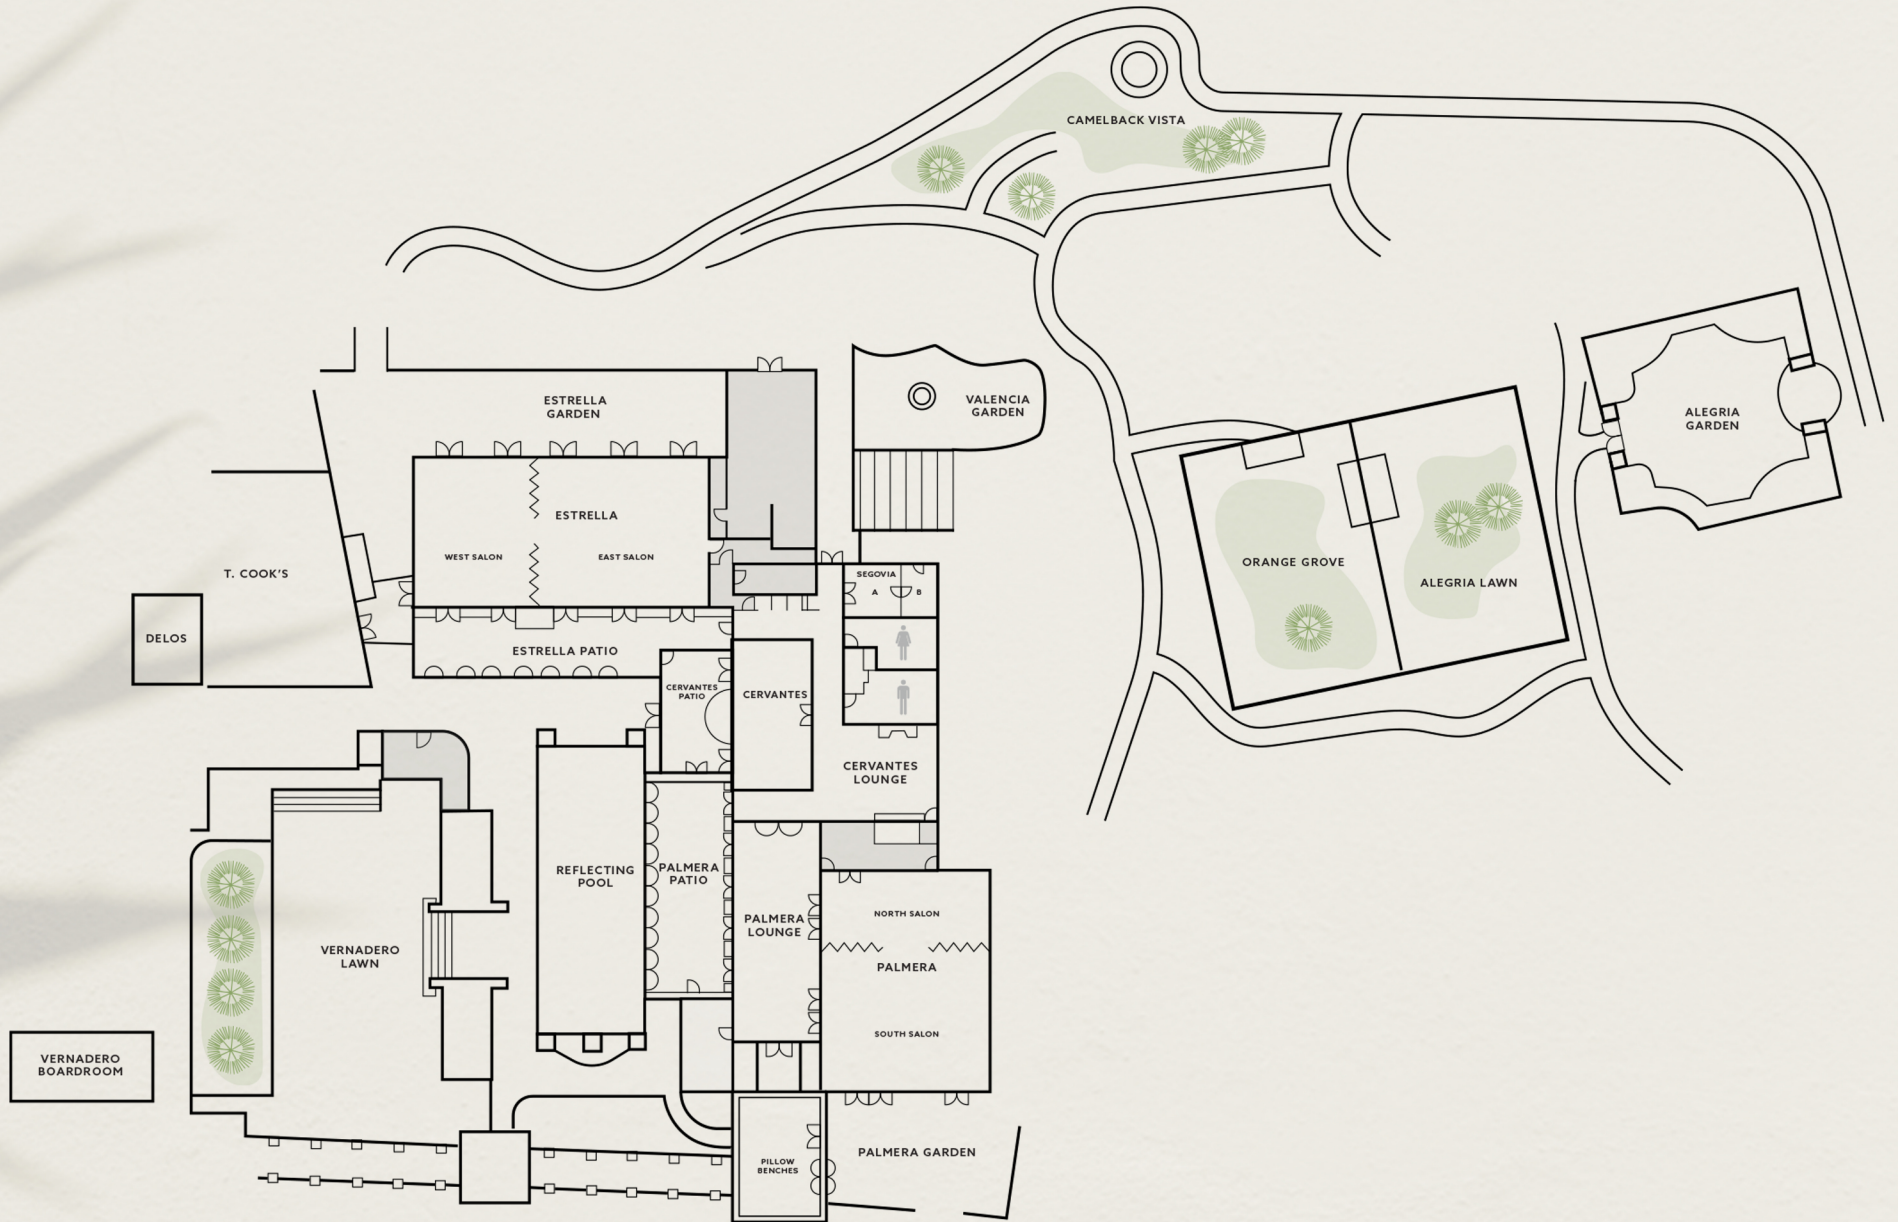 CAMELBACK VISTA
ESTRELLA
GARDEN
VALENCIA
GARDEN
ALEGRIA
GARDEN
ESTRELLA
WEST SALON
EAST SALON
T. COOK'S
SEGOVIA
A
B
ORANGE GROVE
ALEGRIA LAWN
DELOS
ESTRELLA PATIO
CERVANTES
PATIO
CERVANTES
CERVANTES
LOUNGE
REFLECTING
POOL
PALMERA
PATIO
PALMERA
LOUNGE
NORTH SALON
PALMERA
SOUTH SALON
VERNADERO
LAWN
VERNADERO
BOARDROOM
PILLOW
BENCHES
PALMERA GARDEN